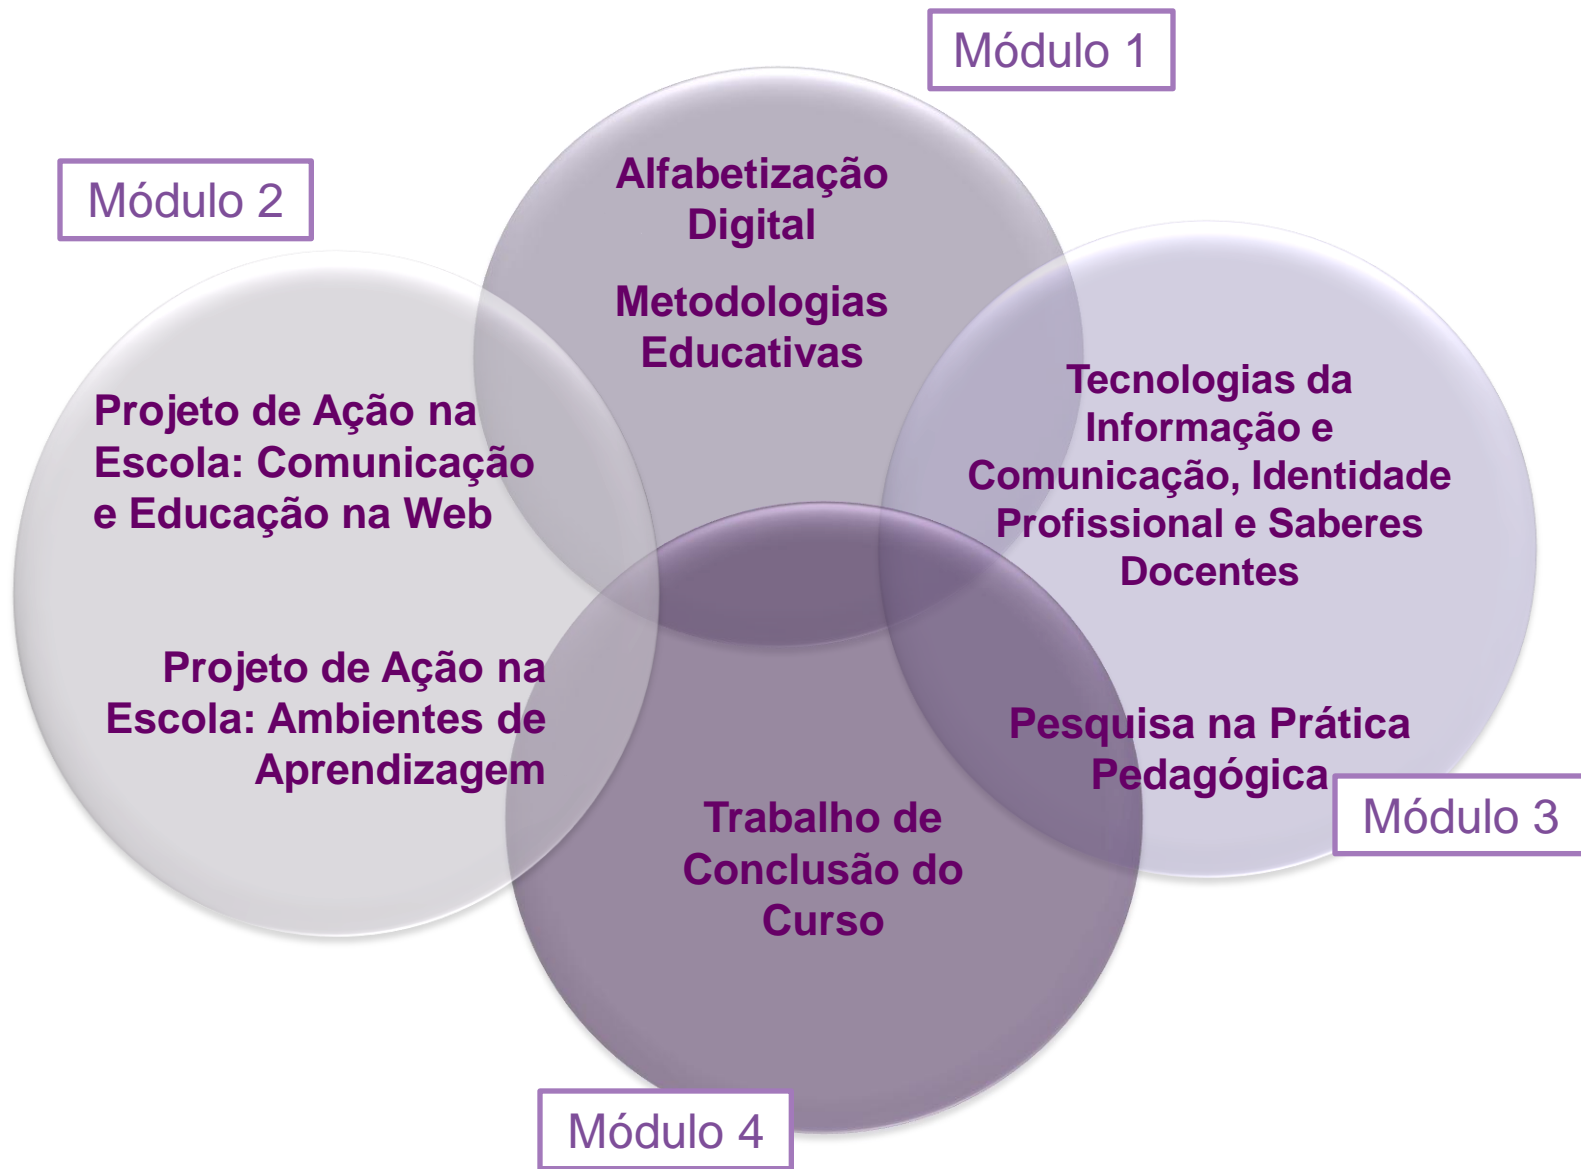 Módulo 1
Alfabetização
Digital
Metodologias
Educativas
Módulo 2
Projeto de Ação na
Escola: Comunicação
e Educação na Web
Projeto de Ação na
Escola: Ambientes de
Aprendizagem
Tecnologias da
Informação e
Comunicação, Identidade
Profissional e Saberes
Docentes
Pesquisa na Prática
Pedagógica
Módulo 3
Trabalho de
Conclusão do
Curso
Módulo 4